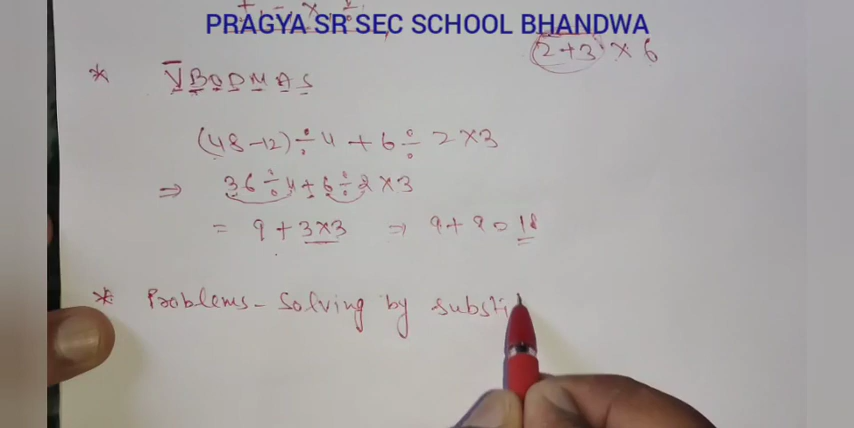 +, -, ×, ÷
PRAGYA SR SEC SCHOOL BHANDWA
(2+3) × 6
* V̅BODMAS
(48-12) ÷ 4 + 6 ÷ 2 × 3
⇒ 36 ÷ 4 + 6 ÷ 2 × 3
= 9 + 3×3 ⇒ 9 + 9 = 18
* Problems - Solving by substi